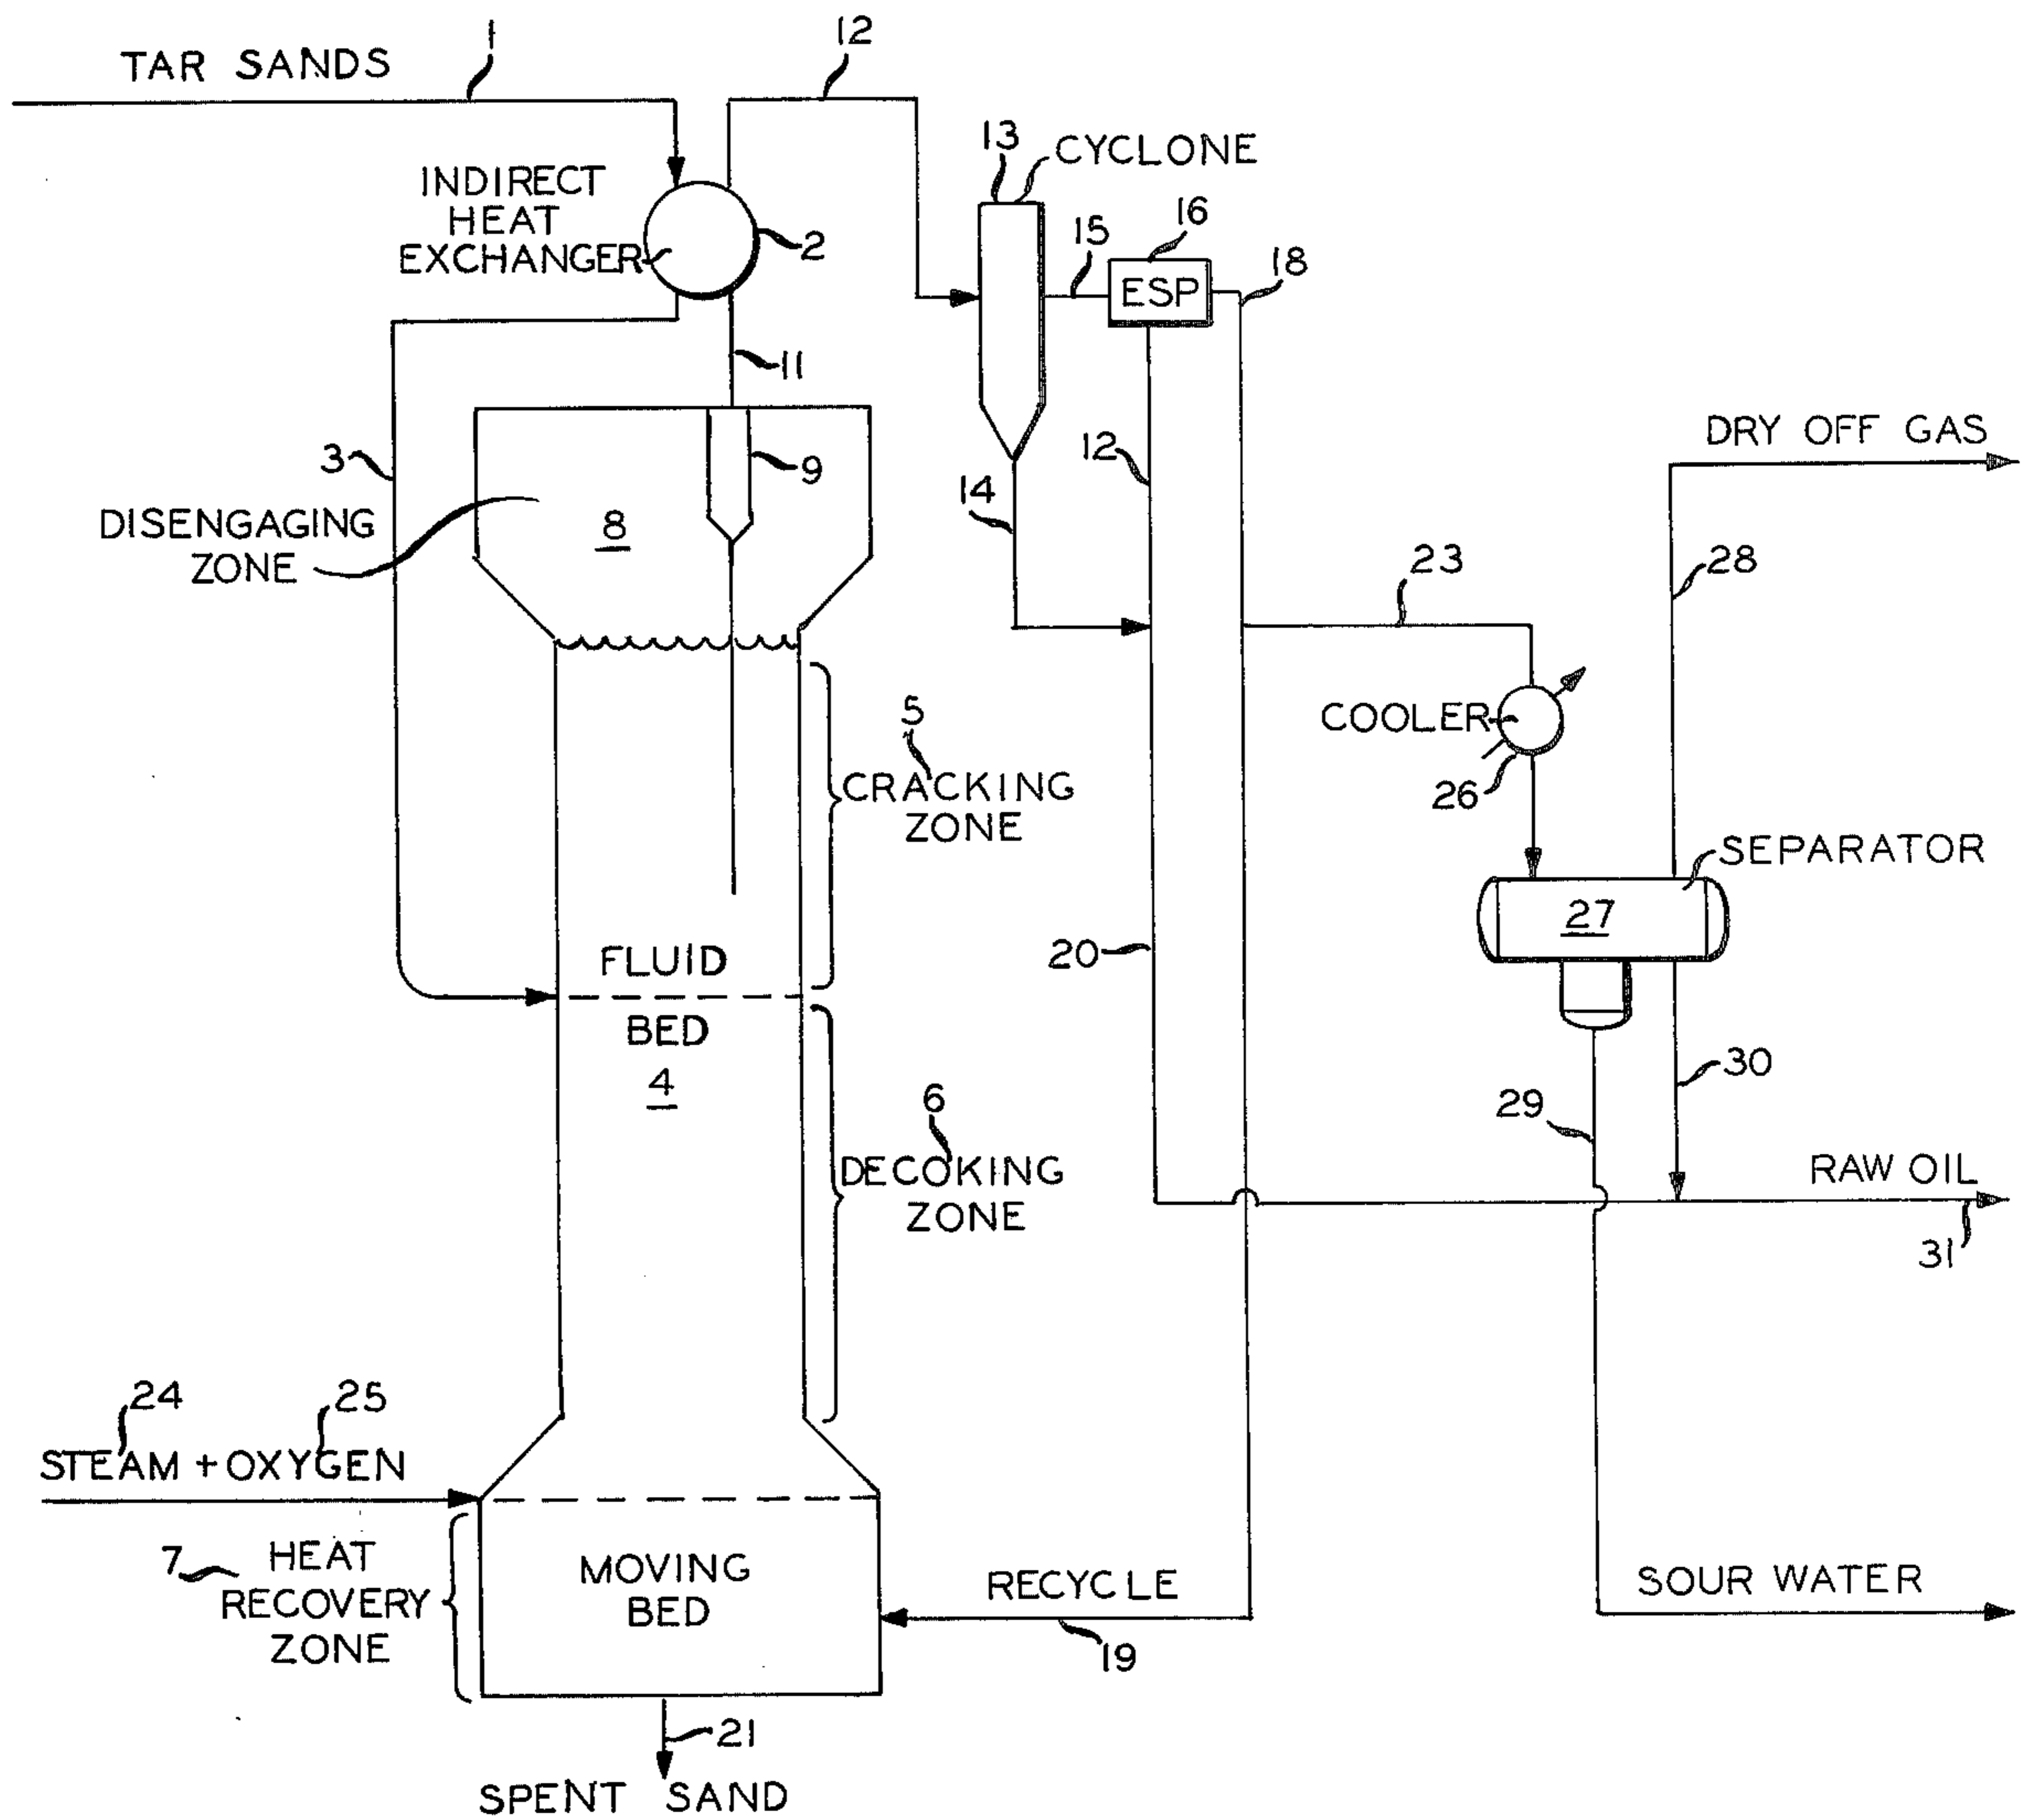 1
12
TAR SANDS
13
CYCLONE
INDIRECT
HEAT
EXCHANGER
2
16
15
18
ESP
11
3
9
DRY OFF GAS
12
14
DISENGAGING
ZONE
8
23
28
5
CRACKING
ZONE
COOLER
26
SEPARATOR
27
20
FLUID
BED
4
30
29
6
DECOKING
ZONE
RAW OIL
31
24
25
STEAM + OXYGEN
7
HEAT
RECOVERY
ZONE
MOVING
BED
RECYCLE
19
SOUR WATER
21
SPENT SAND